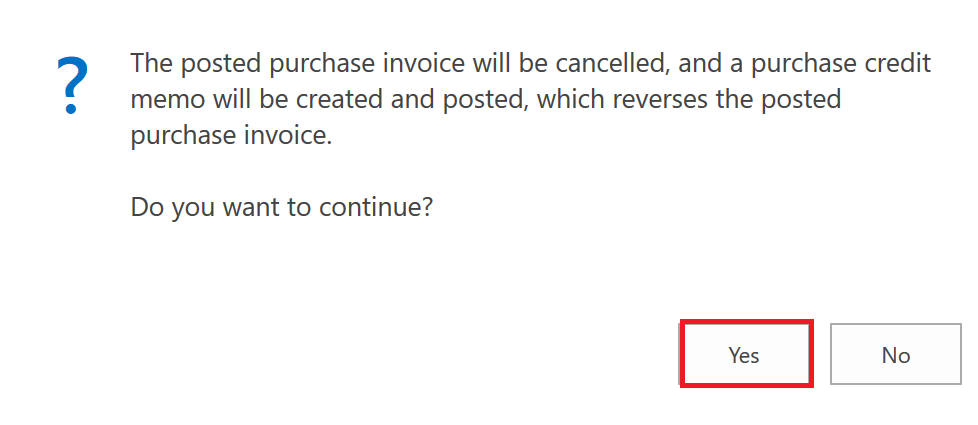 ?
The posted purchase invoice will be cancelled, and a purchase credit
memo will be created and posted, which reverses the posted
purchase invoice.
Do you want to continue?
Yes
No